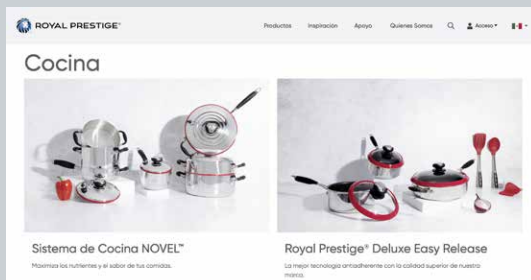 ROYAL PRESTIGE®
Productos
Inspiración
Apoyo
Quienes Somos
Acceso
Cocina
Sistema de Cocina NOVEL™
Maximiza los nutrientes y el sabor de tus comidas.
Royal Prestige® Deluxe Easy Release
La mejor tecnología antiadherente con la calidad superior de nuestra
marca.